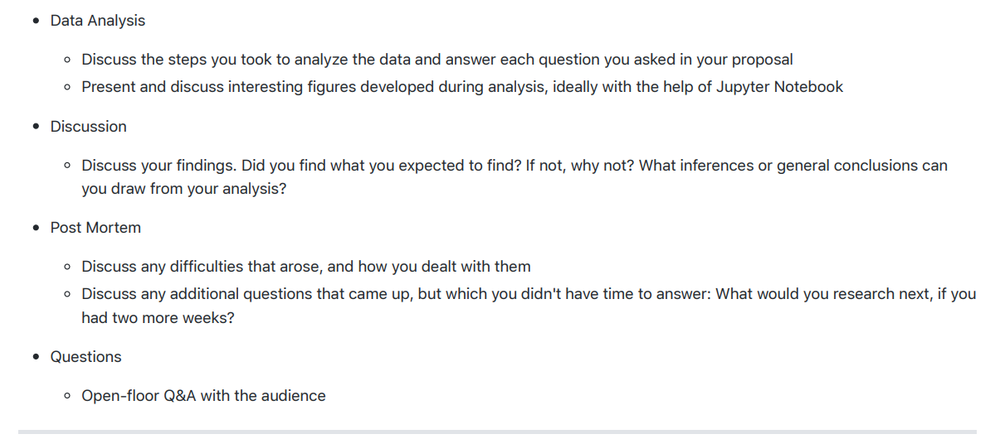 Data Analysis
Discuss the steps you took to analyze the data and answer each question you asked in your proposal
Present and discuss interesting figures developed during analysis, ideally with the help of Jupyter Notebook
Discussion
Discuss your findings. Did you find what you expected to find? If not, why not? What inferences or general conclusions can
you draw from your analysis?
Post Mortem
Discuss any difficulties that arose, and how you dealt with them
Discuss any additional questions that came up, but which you didn't have time to answer: What would you research next, if you
had two more weeks?
Questions
Open-floor Q&A with the audience